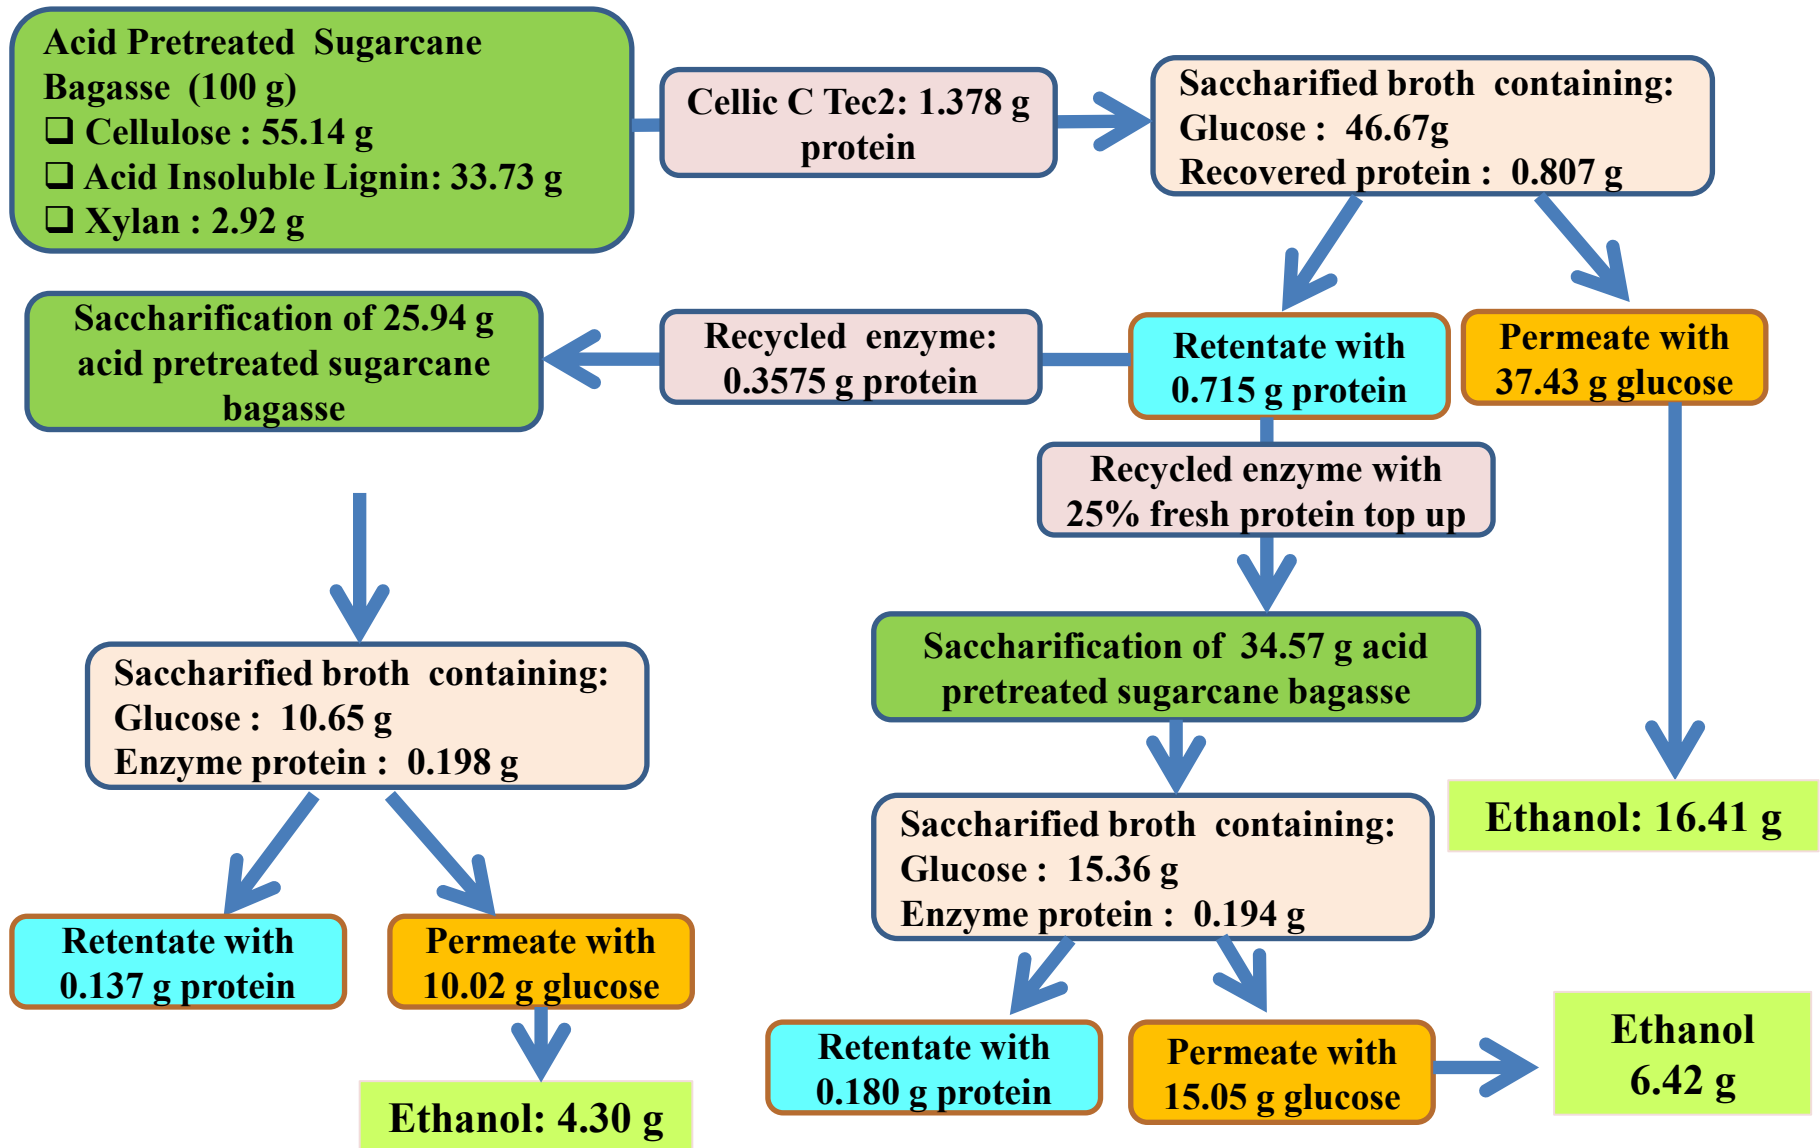 Acid Pretreated Sugarcane
Bagasse (100 g)
❑ Cellulose : 55.14 g
❑ Acid Insoluble Lignin: 33.73 g
❑ Xylan : 2.92 g
Cellic C Tec2: 1.378 g
protein
Saccharified broth containing:
Glucose : 46.67g
Recovered protein : 0.807 g
Saccharification of 25.94 g
acid pretreated sugarcane
bagasse
Recycled enzyme:
0.3575 g protein
Retentate with
0.715 g protein
Permeate with
37.43 g glucose
Recycled enzyme with
25% fresh protein top up
Saccharification of 34.57 g acid
pretreated sugarcane bagasse
Saccharified broth containing:
Glucose : 10.65 g
Enzyme protein : 0.198 g
Ethanol: 16.41 g
Saccharified broth containing:
Glucose : 15.36 g
Enzyme protein : 0.194 g
Retentate with
0.137 g protein
Permeate with
10.02 g glucose
Retentate with
0.180 g protein
Permeate with
15.05 g glucose
Ethanol
6.42 g
Ethanol: 4.30 g